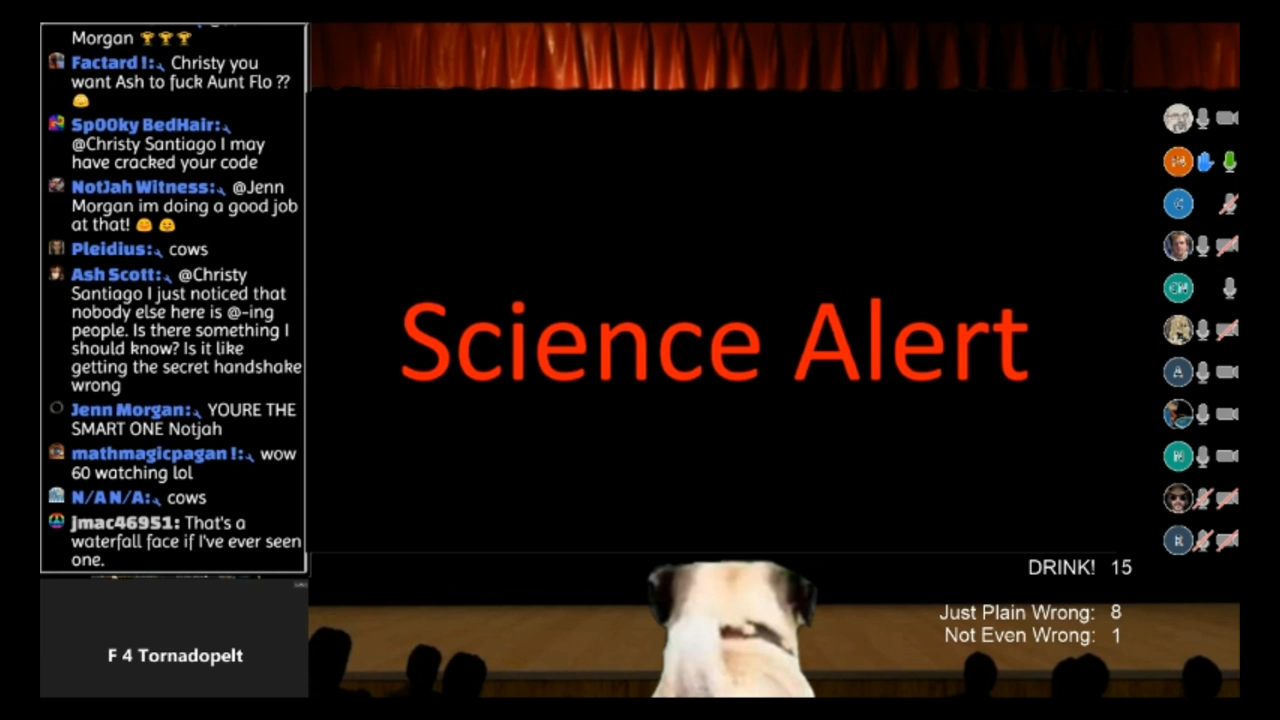 Morgan 🏆🏆🏆
Factard !: Christy you
want Ash to fuck Aunt Flo ??
Sp00ky BedHair:
@Christy Santiago I may
have cracked your code
NotJah Witness: @Jenn
Morgan im doing a good job
at that!
Pleidius: cows
Ash Scott: @Christy
Santiago I just noticed that
nobody else here is @-ing
people. Is there something I
should know? Is it like
getting the secret handshake
wrong
Jenn Morgan: YOURE THE
SMART ONE Notjah
mathmagicpagan !: wow
60 watching lol
N/A N/A: cows
jmac46951: That's a
waterfall face if I've ever seen
one.
F 4 Tornadopelt
Science Alert
C
A
N
R
DRINK! 15
Just Plain Wrong: 8
Not Even Wrong: 1